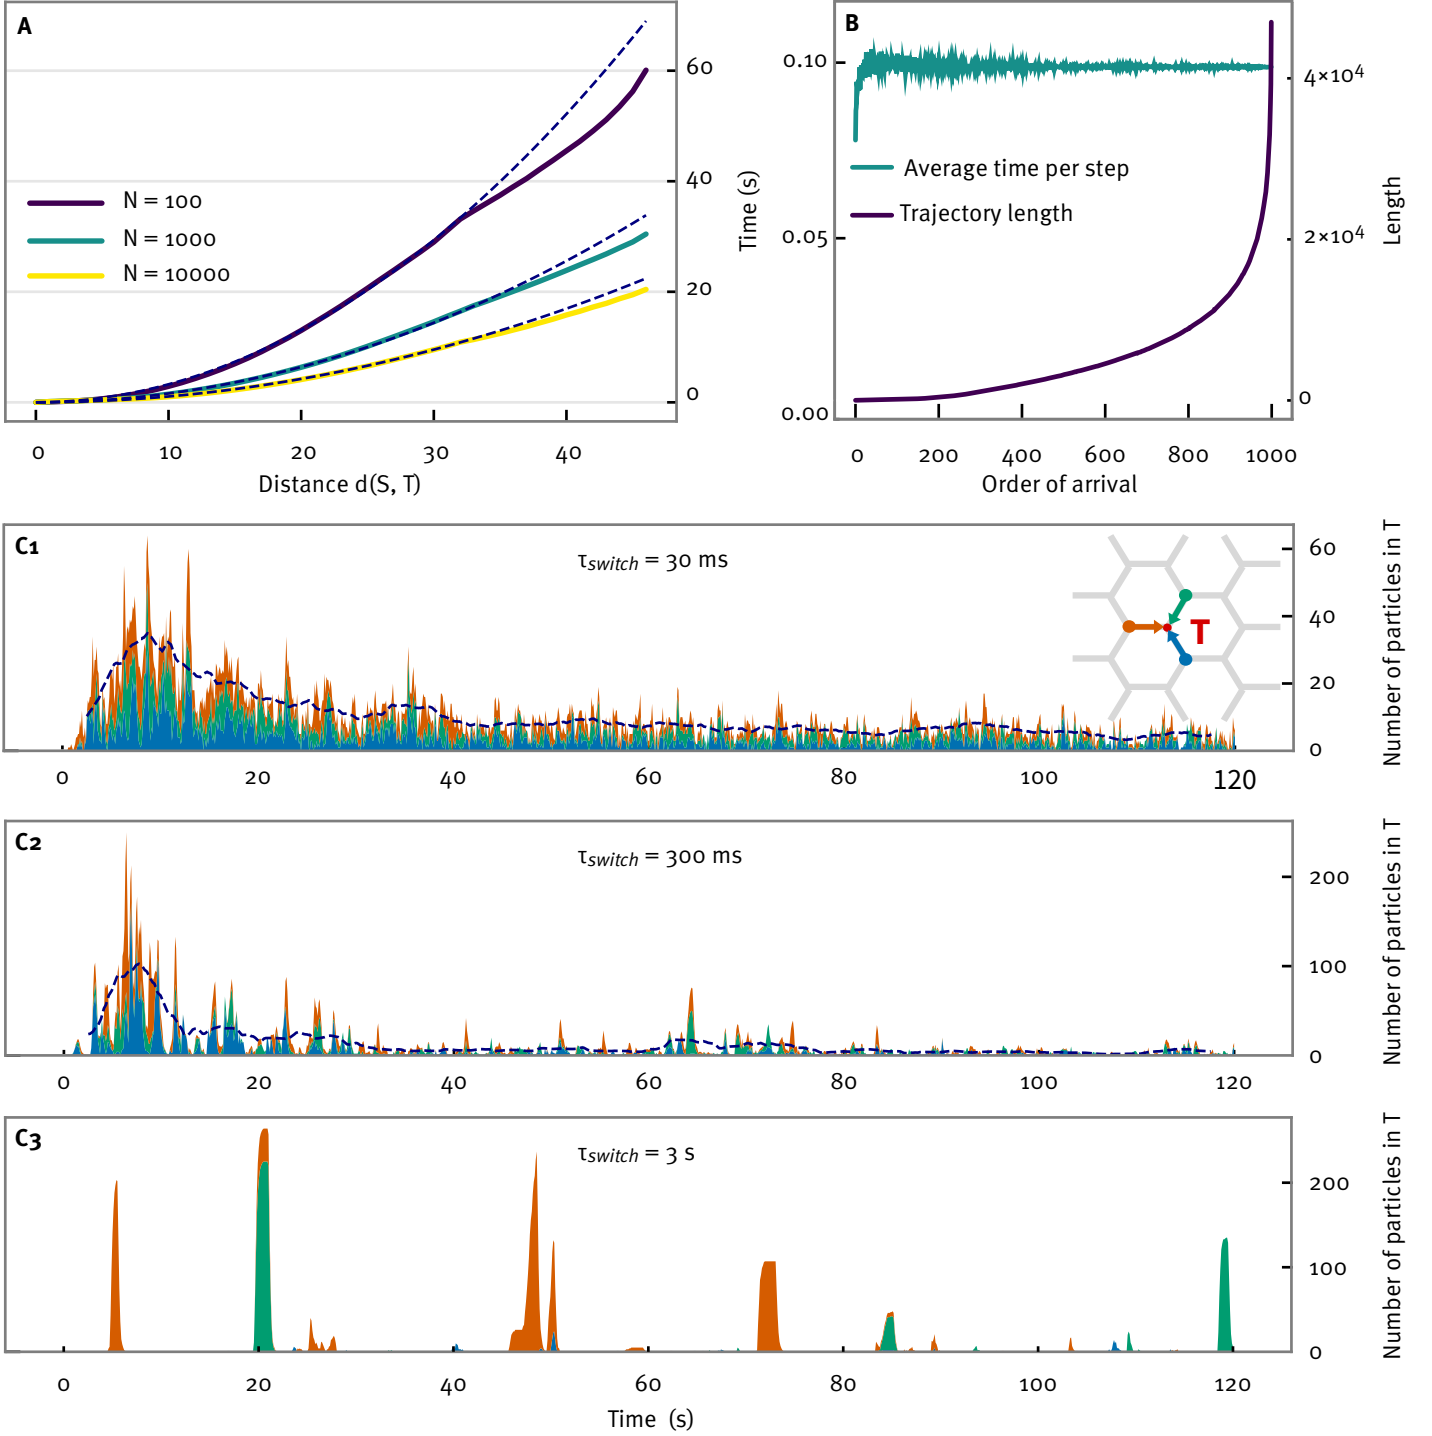 A
60
40
20
0
N = 100
N = 1000
N = 10000
0 10 20 30 40
Distance d(S, T)
B
0.10
0.05
0.00
Time (s)
Average time per step
Trajectory length
4×10⁴
2×10⁴
0
Length
0 200 400 600 800 1000
Order of arrival
C1
τswitch = 30 ms
T
60
40
20
0
Number of particles in T
0 20 40 60 80 100 120
C2
τswitch = 300 ms
200
100
0
Number of particles in T
0 20 40 60 80 100 120
C3
τswitch = 3 s
200
100
0
Number of particles in T
0 20 40 60 80 100 120
Time (s)